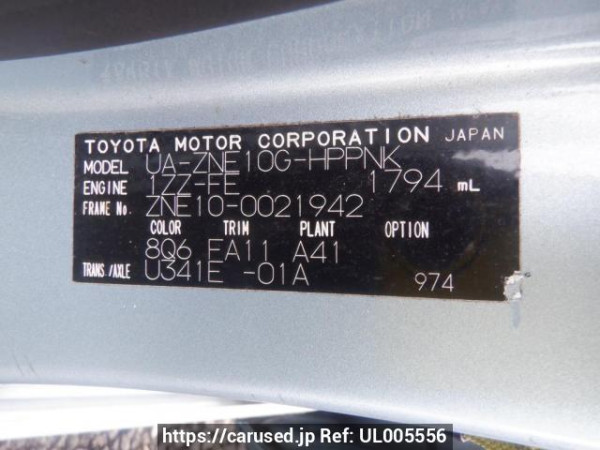 TOYOTA MOTOR CORPORATION JAPAN
MODEL UA-ZNE10G-HPPNK
ENGINE 1ZZ-FE 1794 mL
FRAME No. ZNE10-0021942
COLOR TRIM PLANT OPTION
8Q6 EA11 A41
TRANS./AXLE U341E -01A 974
https://carused.jp Ref: UL005556